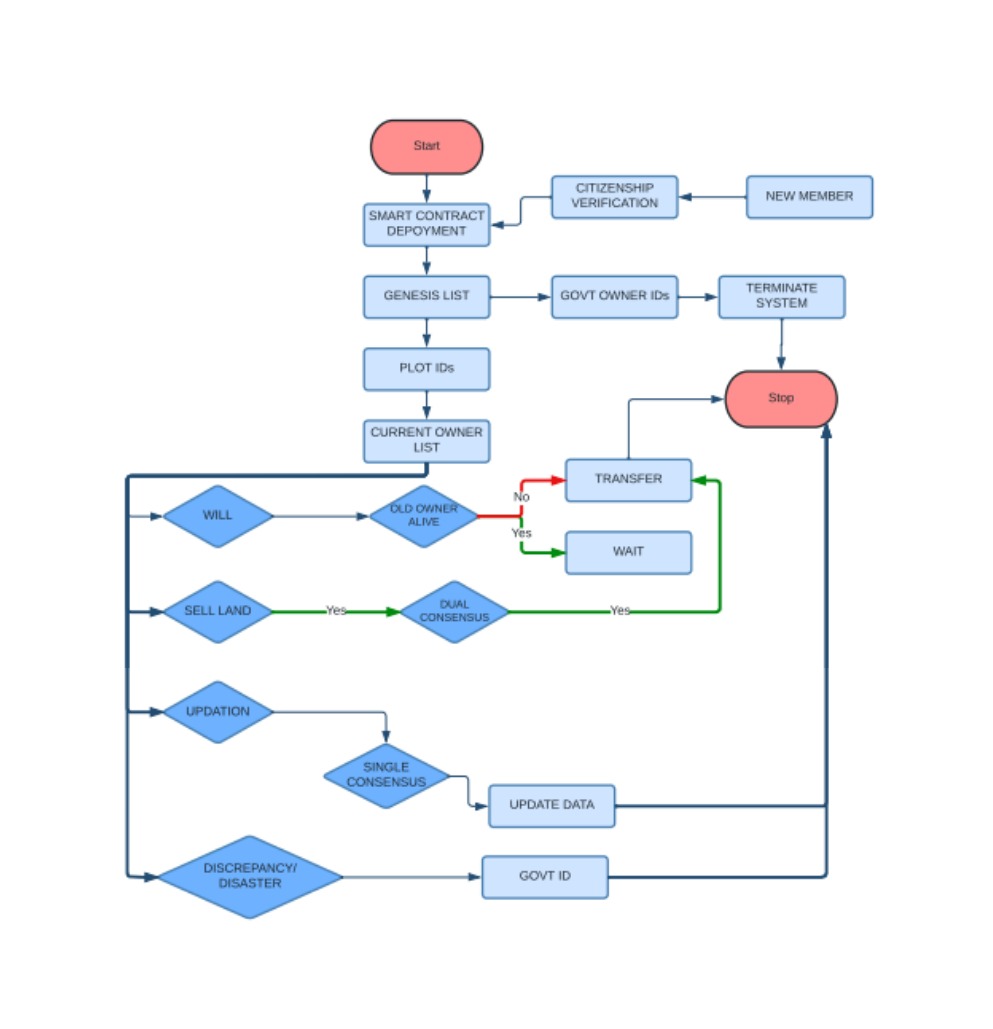 Start
CITIZENSHIP
VERIFICATION
NEW MEMBER
SMART CONTRACT
DEPOYMENT
GENESIS LIST
GOVT OWNER IDs
TERMINATE
SYSTEM
PLOT IDs
Stop
CURRENT OWNER
LIST
WILL
OLD OWNER
ALIVE
No
Yes
TRANSFER
WAIT
SELL LAND
Yes
DUAL
CONSENSUS
Yes
UPDATION
SINGLE
CONSENSUS
UPDATE DATA
DISCREPANCY/
DISASTER
GOVT ID